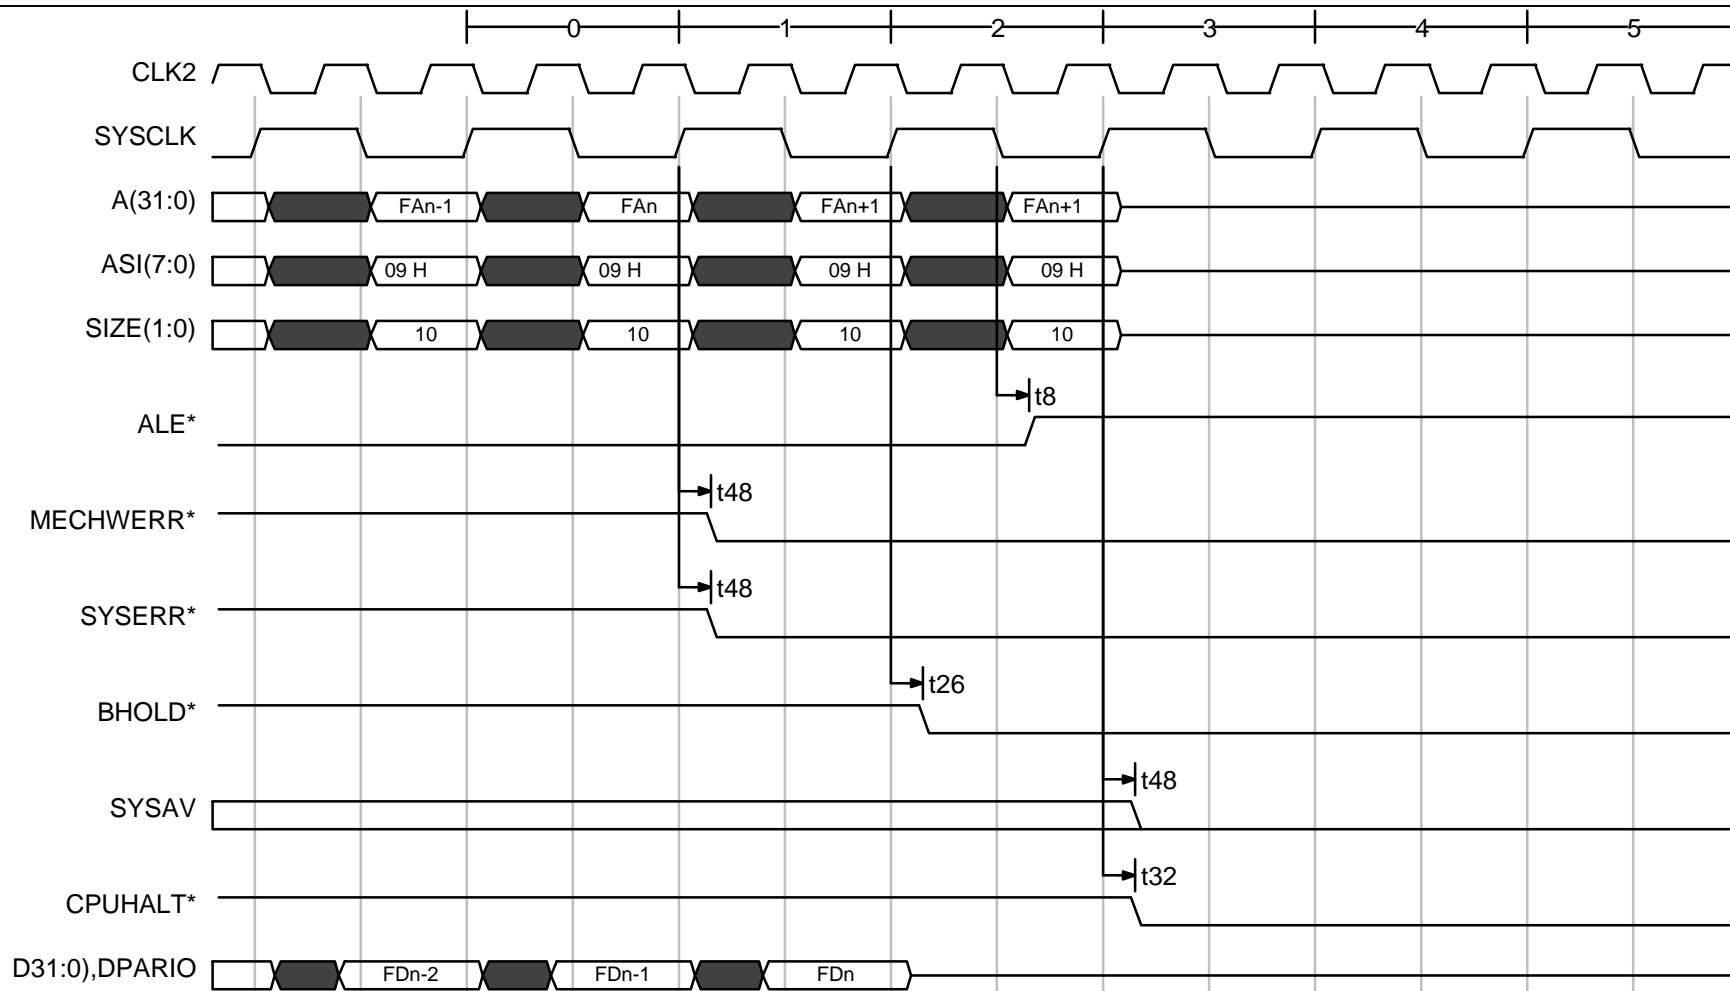 0 1 2 3 4 5
CLK2
SYSCLK
A(31:0) FAn-1 FAn FAn+1 FAn+1
ASI(7:0) 09 H 09 H 09 H 09 H
SIZE(1:0) 10 10 10 10
t8
ALE*
t48
MECHWERR*
t48
SYSERR*
t26
BHOLD*
t48
SYSAV
t32
CPUHALT*
D31:0),DPARIO FDn-2 FDn-1 FDn